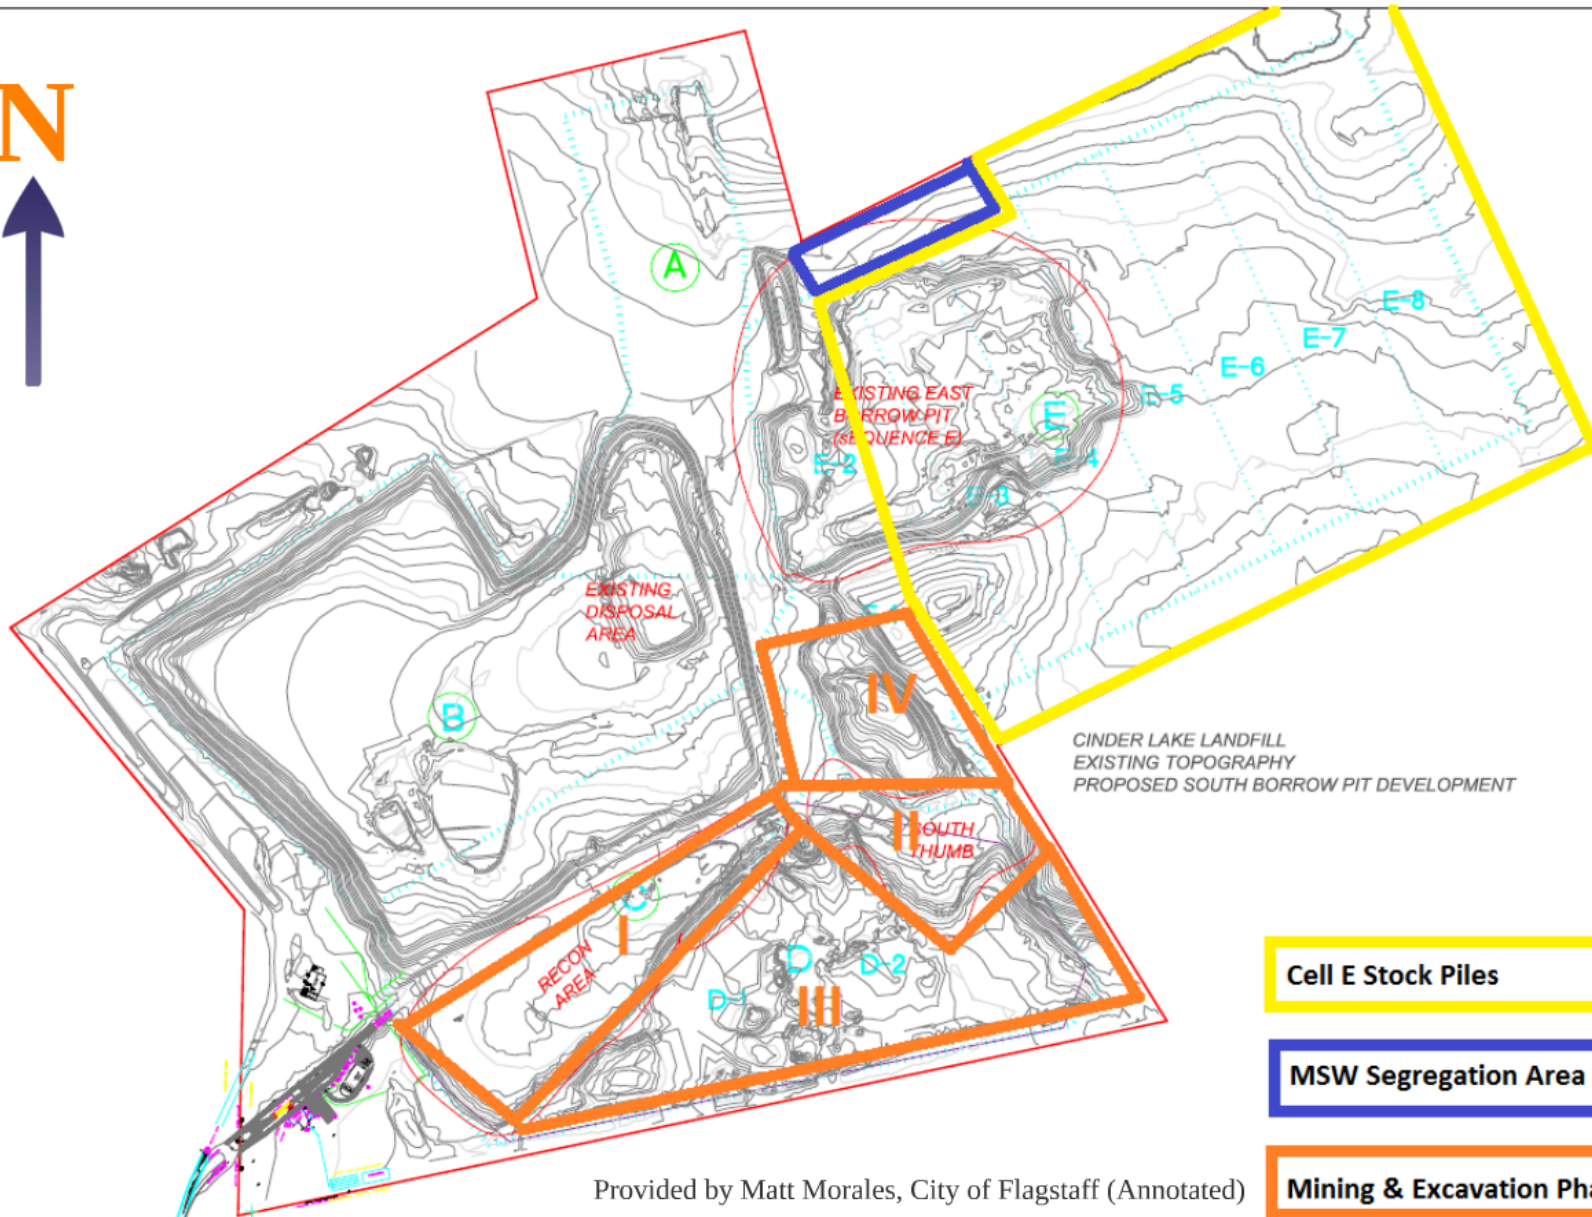 N
A
E-8
E-7
E-6
E-5
EXISTING EAST
BORROW PIT
(sEQUENCE E)
E
E-2
E-3
EXISTING
DISPOSAL
AREA
B
IV
CINDER LAKE LANDFILL
EXISTING TOPOGRAPHY
PROPOSED SOUTH BORROW PIT DEVELOPMENT
II
SOUTH
THUMB
C
I
RECON
AREA
D
D-2
D-1
III
Cell E Stock Piles
MSW Segregation Area
Mining & Excavation Pha
Provided by Matt Morales, City of Flagstaff (Annotated)